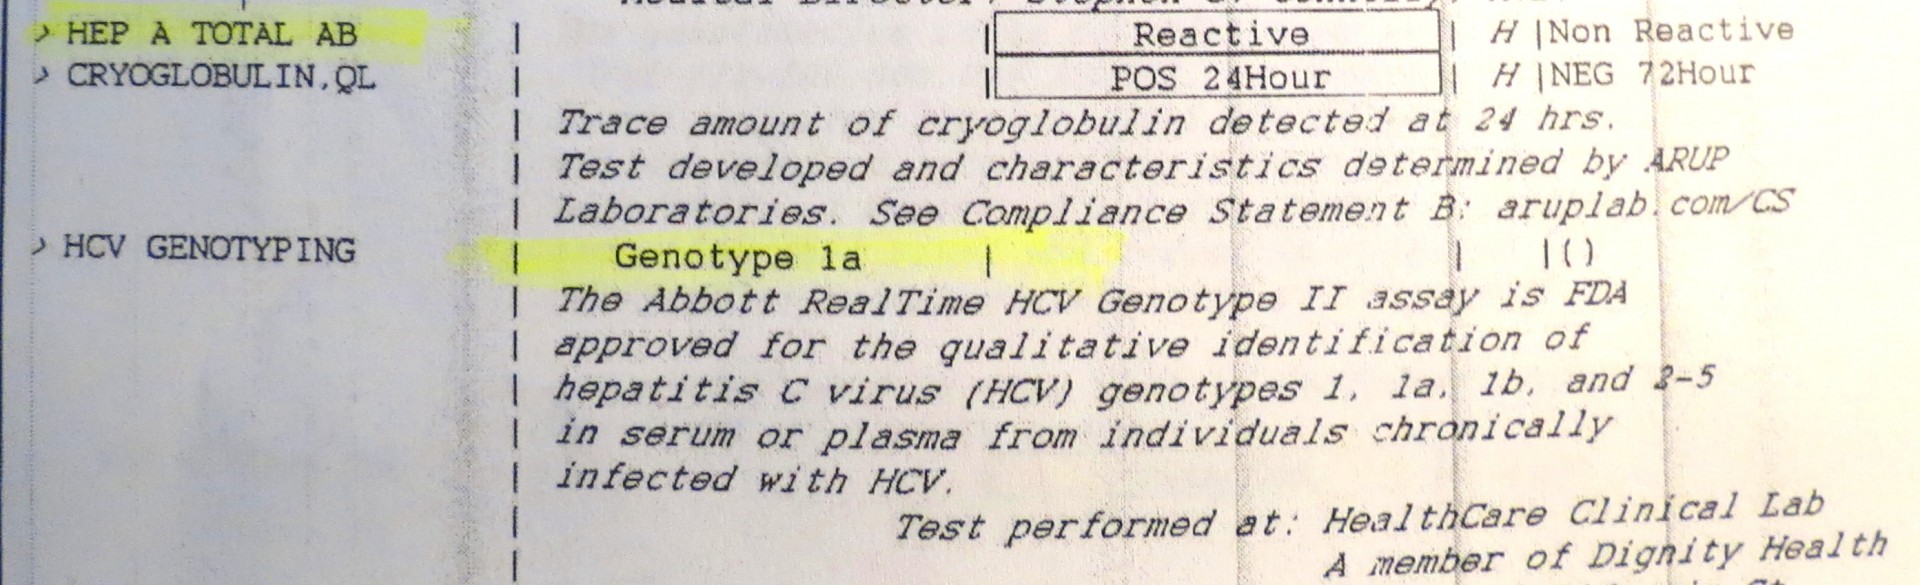 Medical Director: Stephen
› HEP A TOTAL AB | | Reactive | H |Non Reactive
› CRYOGLOBULIN,QL | | POS 24Hour | H |NEG 72Hour
| Trace amount of cryoglobulin detected at 24 hrs.
| Test developed and characteristics determined by ARUP
| Laboratories. See Compliance Statement B: aruplab.com/CS
› HCV GENOTYPING | Genotype 1a | | |()
| The Abbott RealTime HCV Genotype II assay is FDA
| approved for the qualitative identification of
| hepatitis C virus (HCV) genotypes 1, 1a, 1b, and 2-5
| in serum or plasma from individuals chronically
| infected with HCV.
| Test performed at: HealthCare Clinical Lab
| A member of Dignity Health